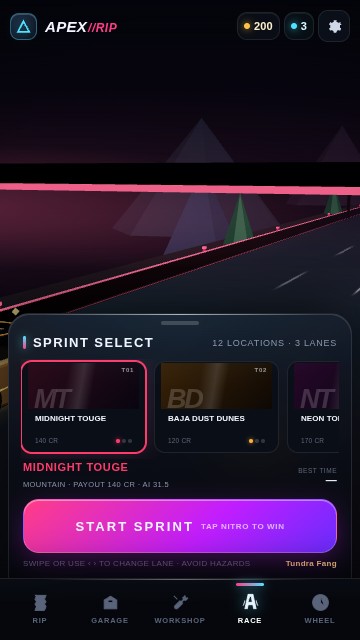 APEX//RIP
200
3
SPRINT SELECT
12 LOCATIONS · 3 LANES
T01
MT
MIDNIGHT TOUGE
140 CR
T02
BD
BAJA DUST DUNES
120 CR
NT
170 CR
MIDNIGHT TOUGE
MOUNTAIN · PAYOUT 140 CR · AI 31.5
BEST TIME
—
START SPRINT TAP NITRO TO WIN
SWIPE OR USE ‹ › TO CHANGE LANE · AVOID HAZARDS
Tundra Fang
RIP
GARAGE
WORKSHOP
RACE
WHEEL